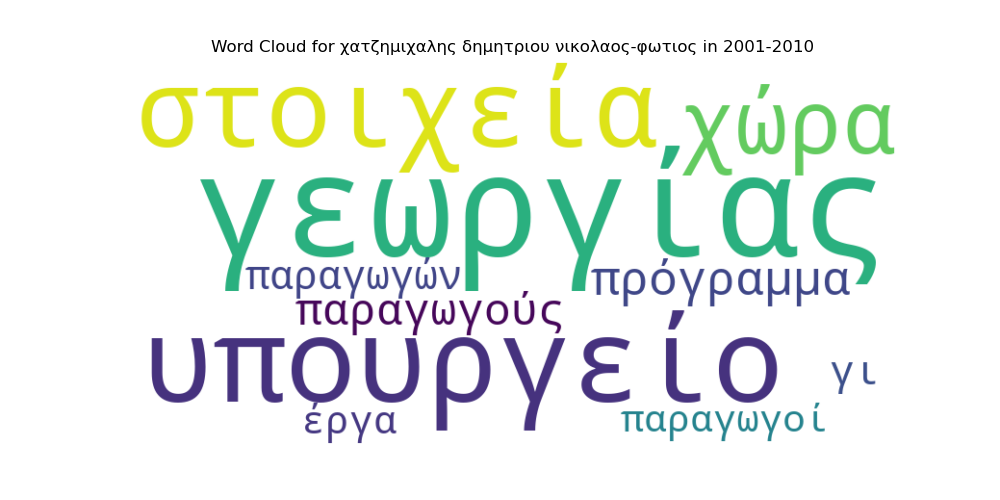 Word Cloud for χατζημιχαλης δημητριου νικολαος-φωτιος in 2001-2010
στοιχεία χώρα
γεωργίας
παραγωγών πρόγραμμα
παραγωγούς
υπουργείο γι
έργα παραγωγοί